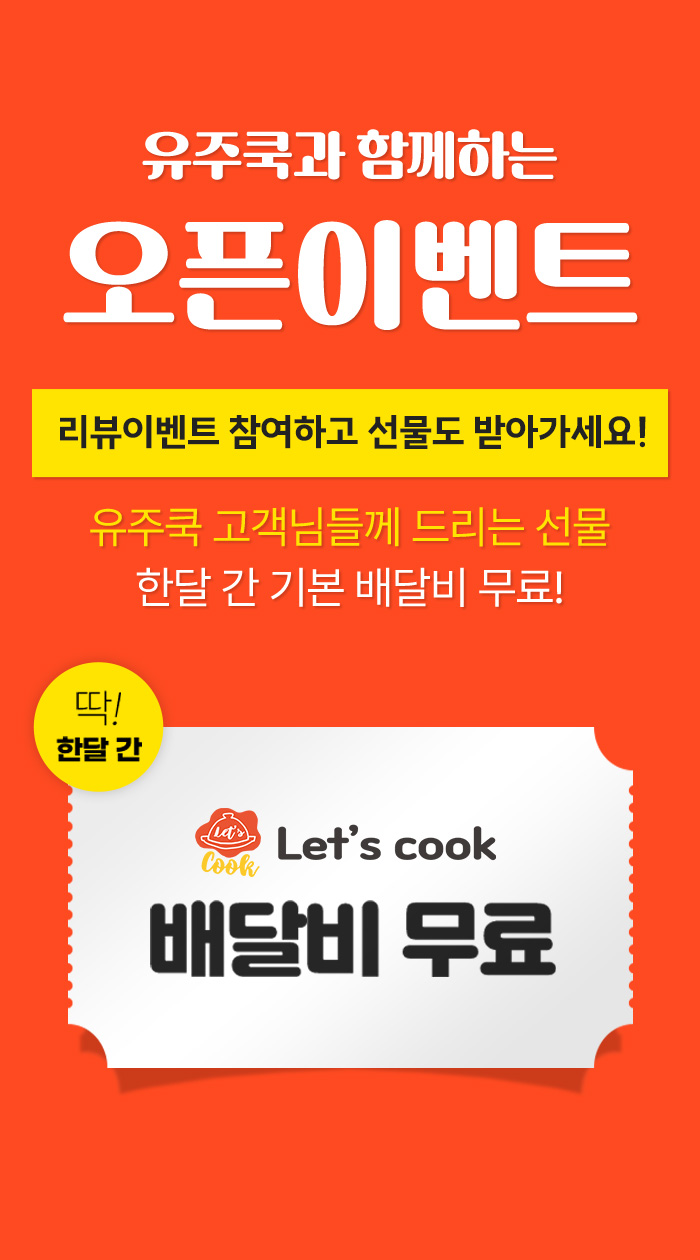 유주쿡과 함께하는
오픈이벤트
리뷰이벤트 참여하고 선물도 받아가세요!
유주쿡 고객님들께 드리는 선물
한달 간 기본 배달비 무료!
딱!
한달 간
Let's
Cook
Let’s cook
배달비 무료